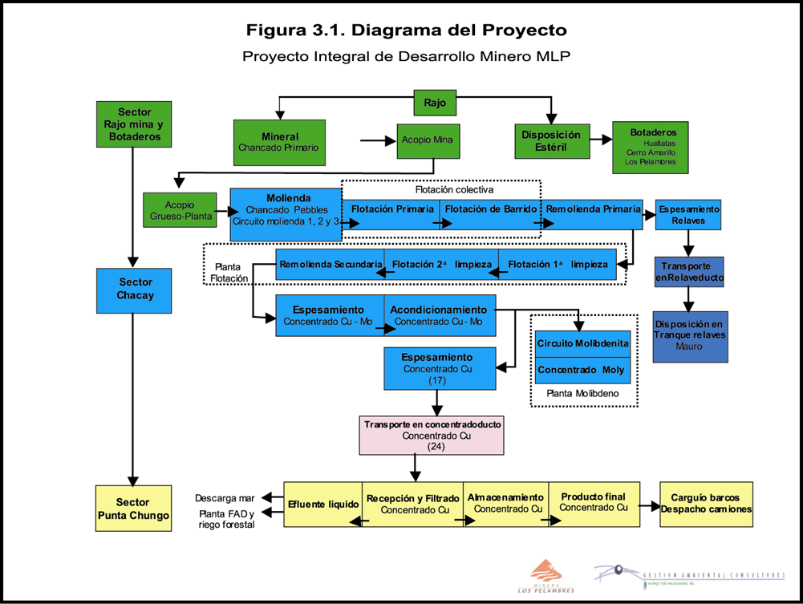 Figura 3.1. Diagrama del Proyecto
Proyecto Integral de Desarrollo Minero MLP
Rajo
Sector
Rajo mina y
Botaderos
Mineral
Chancado Primario
Acopio Mina
Disposición
Estéril
Botaderos
Hualtatas
Cerro Amarillo
Los Pelambres
Acopio
Grueso-Planta
Molienda
Chancado Pebbles
Circuito molienda 1, 2 y 3
Flotación colectiva
Flotación Primaria
Flotación de Barrido
Remolienda Primaria
Espesamiento
Relaves
Planta
Flotación
Remolienda Secundaria
Flotación 2ª limpieza
Flotación 1ª limpieza
Transporte
en Relaveducto
Sector
Chacay
Espesamiento
Concentrado Cu - Mo
Acondicionamiento
Concentrado Cu - Mo
Disposición en
Tranque relaves
Mauro
Circuito Molibdenita
Concentrado Moly
Planta Molibdeno
Espesamiento
Concentrado Cu
(17)
Transporte en concentradoducto
Concentrado Cu
(24)
Sector
Punta Chungo
Descarga mar
Planta FAD y
riego forestal
Efluente líquido
Recepción y Filtrado
Concentrado Cu
Almacenamiento
Concentrado Cu
Producto final
Concentrado Cu
Carguío barcos
Despacho camiones
MINERA
LOS PELAMBRES
GESTION AMBIENTAL CONSULTORES